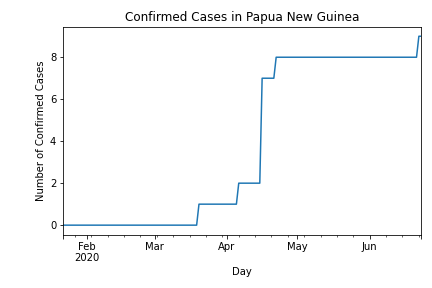 Confirmed Cases in Papua New Guinea
Number of Confirmed Cases
8
6
4
2
0
Feb Mar Apr May Jun
2020
Day